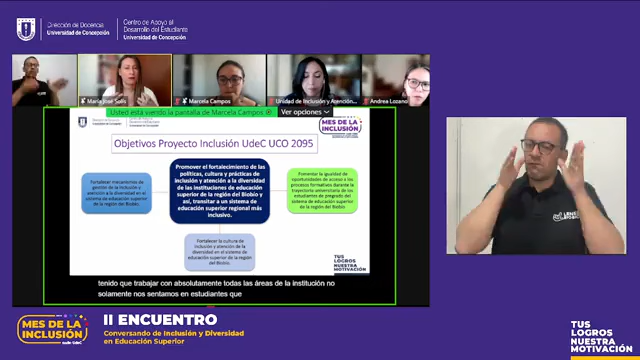 Dirección de Docencia
Universidad de Concepción
Centro de Apoyo al
Desarrollo del Estudiante
Universidad de Concepción
María José Solis
Marcela Campos
Unidad de Inclusión y Atención...
Andrea Lozano
Usted está viendo la pantalla de Marcela Campos
Ver opciones
MES DE LA
INCLUSIÓN
Objetivos Proyecto Inclusión UdeC UCO 2095
Promover el fortalecimiento de las
políticas, cultura y prácticas de
inclusión y atención a la diversidad
de las instituciones de educación
superior de la región del Biobío y
así, transitar a un sistema de
educación superior regional más
inclusivo.
Fortalecer mecanismos de
gestión de la inclusión y
atención a la diversidad en el
sistema de educación superior
de la región del Biobío.
Fomentar la igualdad de
oportunidades de acceso a los
procesos formativos durante la
trayectoria universitaria de los
estudiantes de pregrado del
sistema de educación superior
de la región del Biobío
Fortalecer la cultura de
inclusión y atención de la
diversidad en el sistema de
educación superior de la región
del Biobío.
TUS
LOGROS
NUESTRA
MOTIVACIÓN
tenido que trabajar con absolutamente todas las áreas de la institución no
solamente nos sentamos en estudiantes que
MES DE LA
INCLUSIÓN
II ENCUENTRO
Conversando de Inclusión y Diversidad
en Educación Superior
TUS
LOGROS
NUESTRA
MOTIVACIÓN